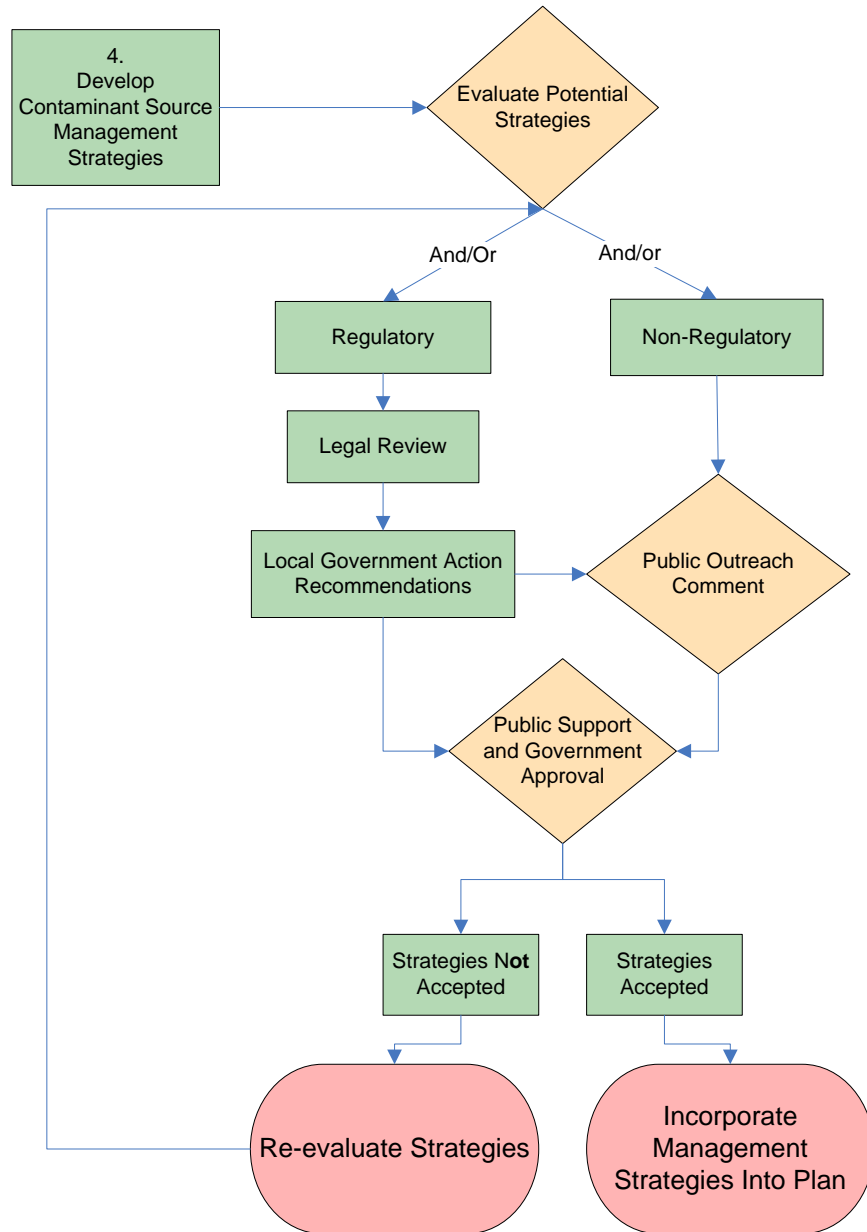 4.
Develop
Contaminant Source
Management
Strategies
Evaluate Potential
Strategies
And/Or
And/or
Regulatory
Non-Regulatory
Legal Review
Local Government Action
Recommendations
Public Outreach
Comment
Public Support
and Government
Approval
Strategies Not
Accepted
Strategies
Accepted
Re-evaluate Strategies
Incorporate
Management
Strategies Into Plan